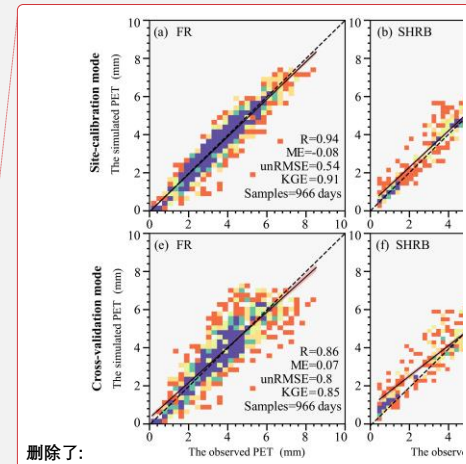 (a) FR
(b) SHRB
Site-calibration mode
The simulated PET (mm)
10
8
6
4
2
0
R=0.94
ME=-0.08
unRMSE=0.54
KGE=0.91
Samples=966 days
0 2 4 6 8 10
0 2 4
(e) FR
(f) SHRB
Cross-validation mode
The simulated PET (mm)
10
8
6
4
2
0
R=0.86
ME=0.07
unRMSE=0.8
KGE=0.85
Samples=966 days
0 2 4 6 8 10
0 2 4
The observed PET (mm)
The observed
删除了: